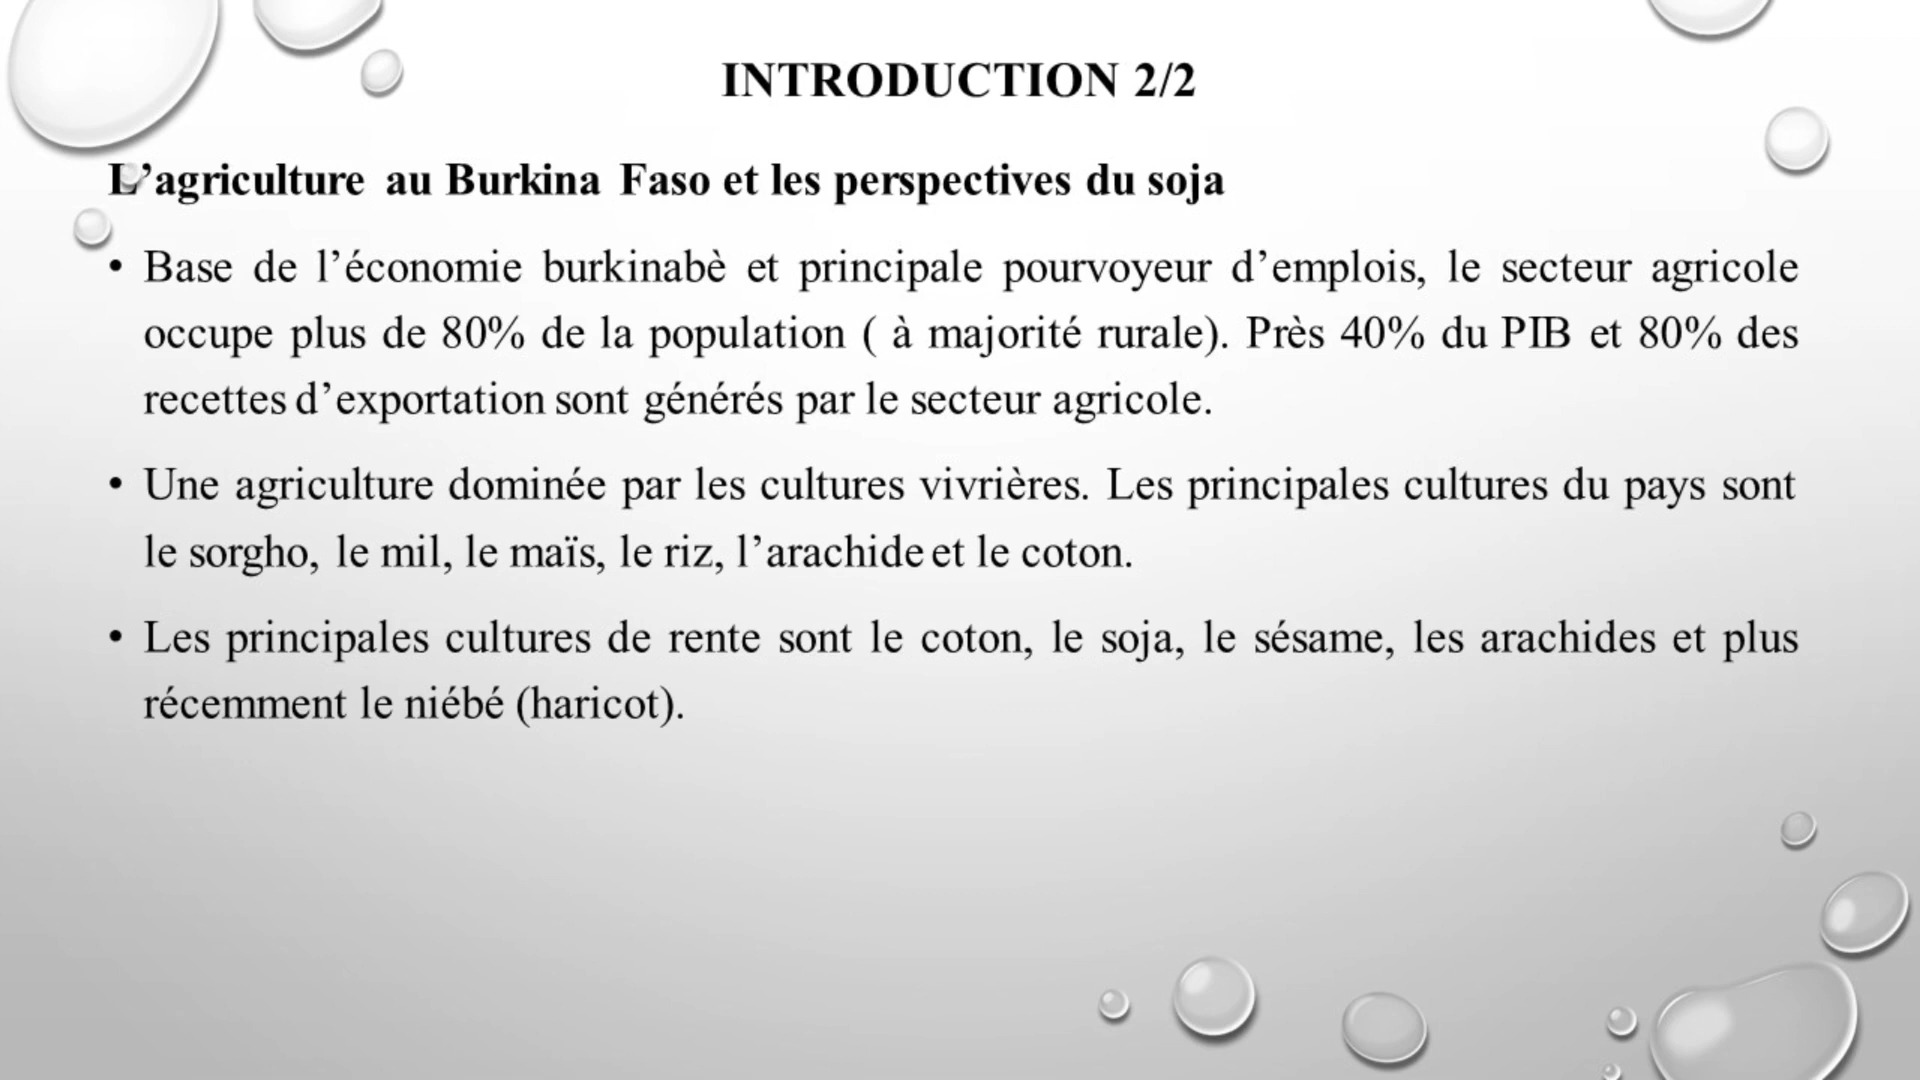 INTRODUCTION 2/2
L’agriculture au Burkina Faso et les perspectives du soja
• Base de l’économie burkinabè et principale pourvoyeur d’emplois, le secteur agricole
occupe plus de 80% de la population ( à majorité rurale). Près 40% du PIB et 80% des
recettes d’exportation sont générés par le secteur agricole.
• Une agriculture dominée par les cultures vivrières. Les principales cultures du pays sont
le sorgho, le mil, le maïs, le riz, l’arachide et le coton.
• Les principales cultures de rente sont le coton, le soja, le sésame, les arachides et plus
récemment le niébé (haricot).